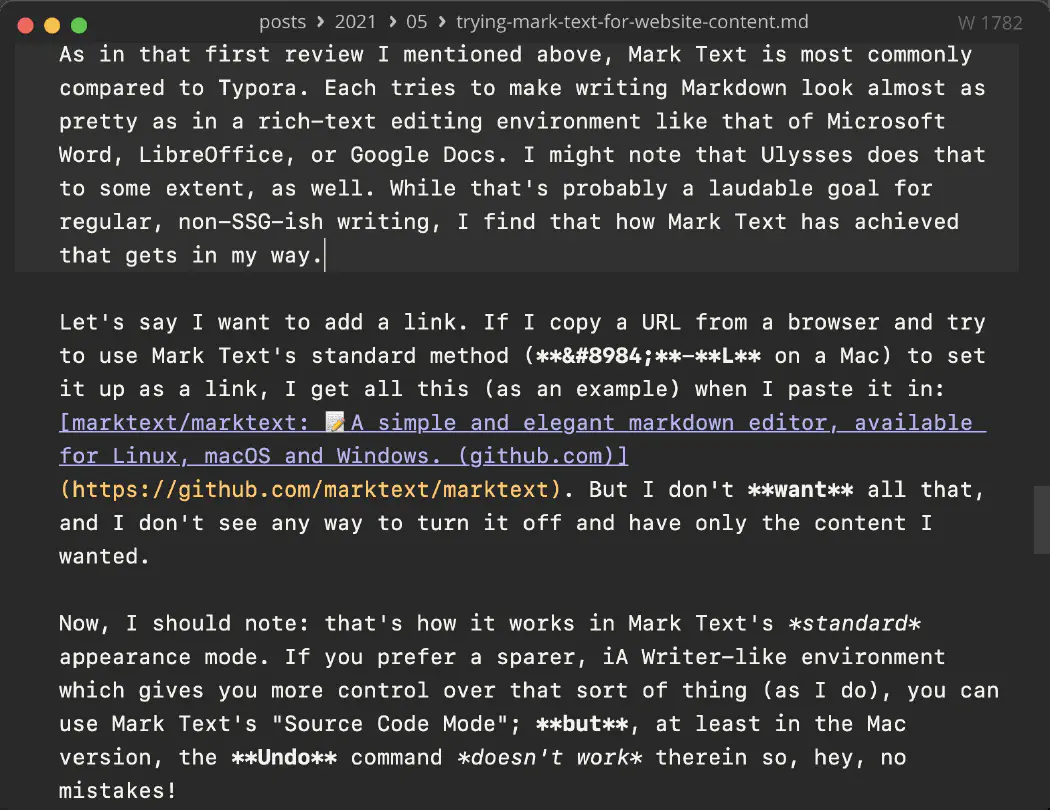 posts › 2021 › 05 › trying-mark-text-for-website-content.md W 1782
As in that first review I mentioned above, Mark Text is most commonly
compared to Typora. Each tries to make writing Markdown look almost as
pretty as in a rich-text editing environment like that of Microsoft
Word, LibreOffice, or Google Docs. I might note that Ulysses does that
to some extent, as well. While that's probably a laudable goal for
regular, non-SSG-ish writing, I find that how Mark Text has achieved
that gets in my way.
Let's say I want to add a link. If I copy a URL from a browser and try
to use Mark Text's standard method (**&#8984;**-**L** on a Mac) to set
it up as a link, I get all this (as an example) when I paste it in:
[marktext/marktext: 📝A simple and elegant markdown editor, available
for Linux, macOS and Windows. (github.com)]
(https://github.com/marktext/marktext). But I don't **want** all that,
and I don't see any way to turn it off and have only the content I
wanted.
Now, I should note: that's how it works in Mark Text's *standard*
appearance mode. If you prefer a sparer, iA Writer-like environment
which gives you more control over that sort of thing (as I do), you can
use Mark Text's "Source Code Mode"; **but**, at least in the Mac
version, the **Undo** command *doesn't work* therein so, hey, no
mistakes!